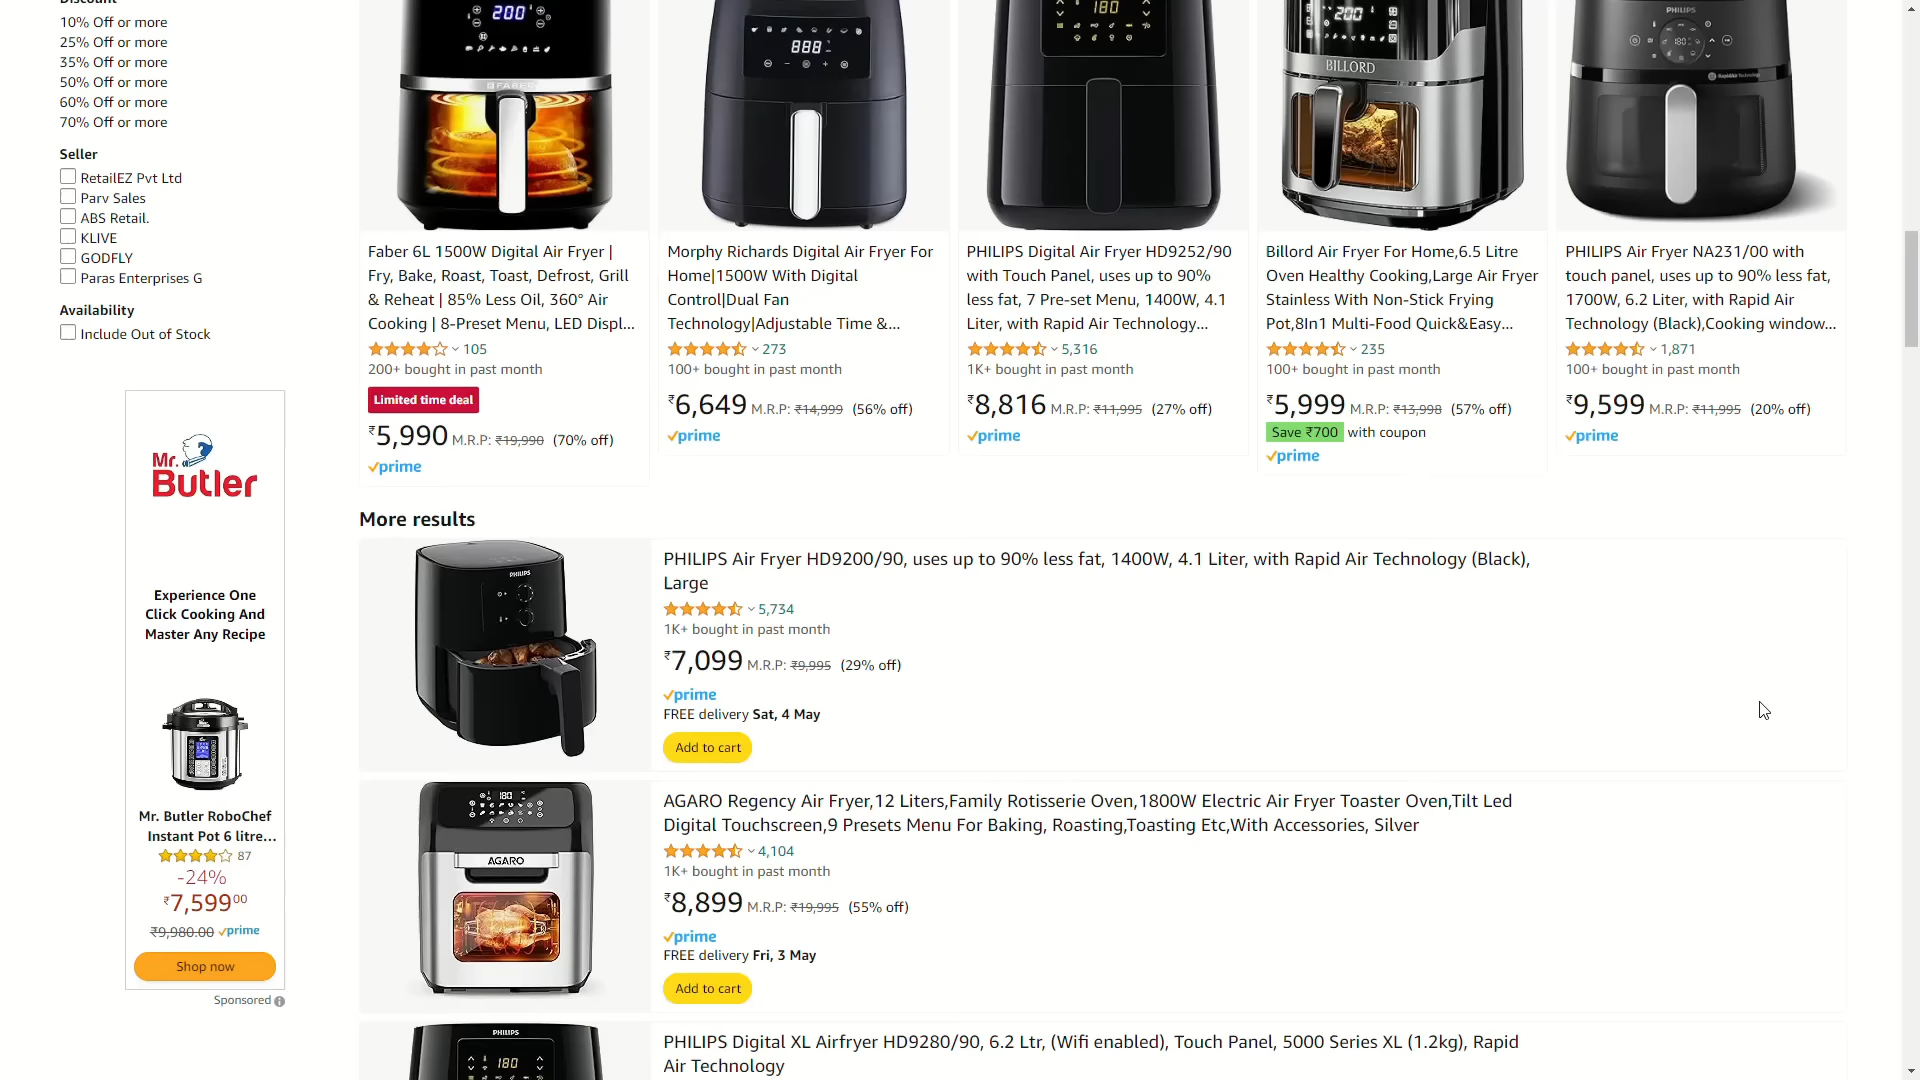 Discount
10% Off or more
25% Off or more
35% Off or more
50% Off or more
60% Off or more
70% Off or more
Seller
RetailEZ Pvt Ltd
Parv Sales
ABS Retail.
KLIVE
GODFLY
Paras Enterprises G
Availability
Include Out of Stock
Mr.
Butler
Experience One
Click Cooking And
Master Any Recipe
Mr. Butler RoboChef
Instant Pot 6 litre...
87
-24%
₹7,59900
₹9,980.00 prime
Shop now
Sponsored
200
FABER
Faber 6L 1500W Digital Air Fryer |
Fry, Bake, Roast, Toast, Defrost, Grill
& Reheat | 85% Less Oil, 360° Air
Cooking | 8-Preset Menu, LED Displ...
105
200+ bought in past month
Limited time deal
₹5,990 M.R.P: ₹19,990 (70% off)
prime
888
Morphy Richards Digital Air Fryer For
Home|1500W With Digital
Control|Dual Fan
Technology|Adjustable Time &...
273
100+ bought in past month
₹6,649 M.R.P: ₹14,999 (56% off)
prime
180
PHILIPS Digital Air Fryer HD9252/90
with Touch Panel, uses up to 90%
less fat, 7 Pre-set Menu, 1400W, 4.1
Liter, with Rapid Air Technology...
5,316
1K+ bought in past month
₹8,816 M.R.P: ₹11,995 (27% off)
prime
200
BILLORD
Billord Air Fryer For Home,6.5 Litre
Oven Healthy Cooking,Large Air Fryer
Stainless With Non-Stick Frying
Pot,8In1 Multi-Food Quick&Easy...
235
100+ bought in past month
₹5,999 M.R.P: ₹13,998 (57% off)
Save ₹700 with coupon
prime
PHILIPS
180
PHILIPS Air Fryer NA231/00 with
touch panel, uses up to 90% less fat,
1700W, 6.2 Liter, with Rapid Air
Technology (Black),Cooking window...
1,871
100+ bought in past month
₹9,599 M.R.P: ₹11,995 (20% off)
prime
More results
PHILIPS
PHILIPS Air Fryer HD9200/90, uses up to 90% less fat, 1400W, 4.1 Liter, with Rapid Air Technology (Black),
Large
5,734
1K+ bought in past month
₹7,099 M.R.P: ₹9,995 (29% off)
prime
FREE delivery Sat, 4 May
Add to cart
180
AGARO
AGARO Regency Air Fryer,12 Liters,Family Rotisserie Oven,1800W Electric Air Fryer Toaster Oven,Tilt Led
Digital Touchscreen,9 Presets Menu For Baking, Roasting,Toasting Etc,With Accessories, Silver
4,104
1K+ bought in past month
₹8,899 M.R.P: ₹19,995 (55% off)
prime
FREE delivery Fri, 3 May
Add to cart
PHILIPS
180
PHILIPS Digital XL Airfryer HD9280/90, 6.2 Ltr, (Wifi enabled), Touch Panel, 5000 Series XL (1.2kg), Rapid
Air Technology